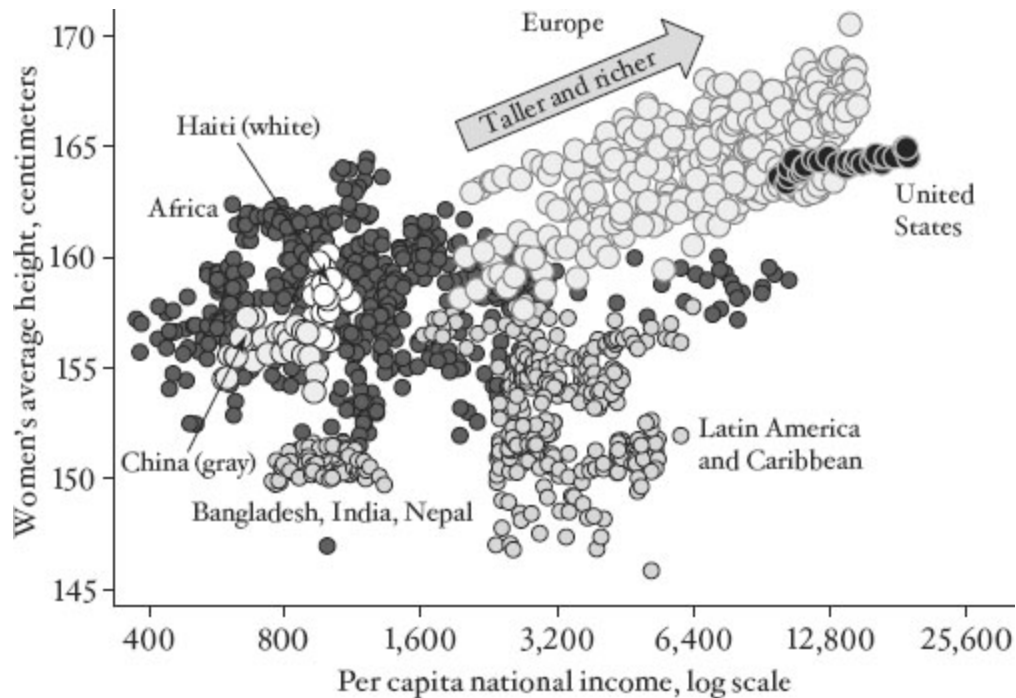 Women's average height, centimeters
170
165
160
155
150
145
Europe
Taller and richer
Haiti (white)
Africa
United
States
China (gray)
Bangladesh, India, Nepal
Latin America
and Caribbean
400
800
1,600
3,200
6,400
12,800
25,600
Per capita national income, log scale